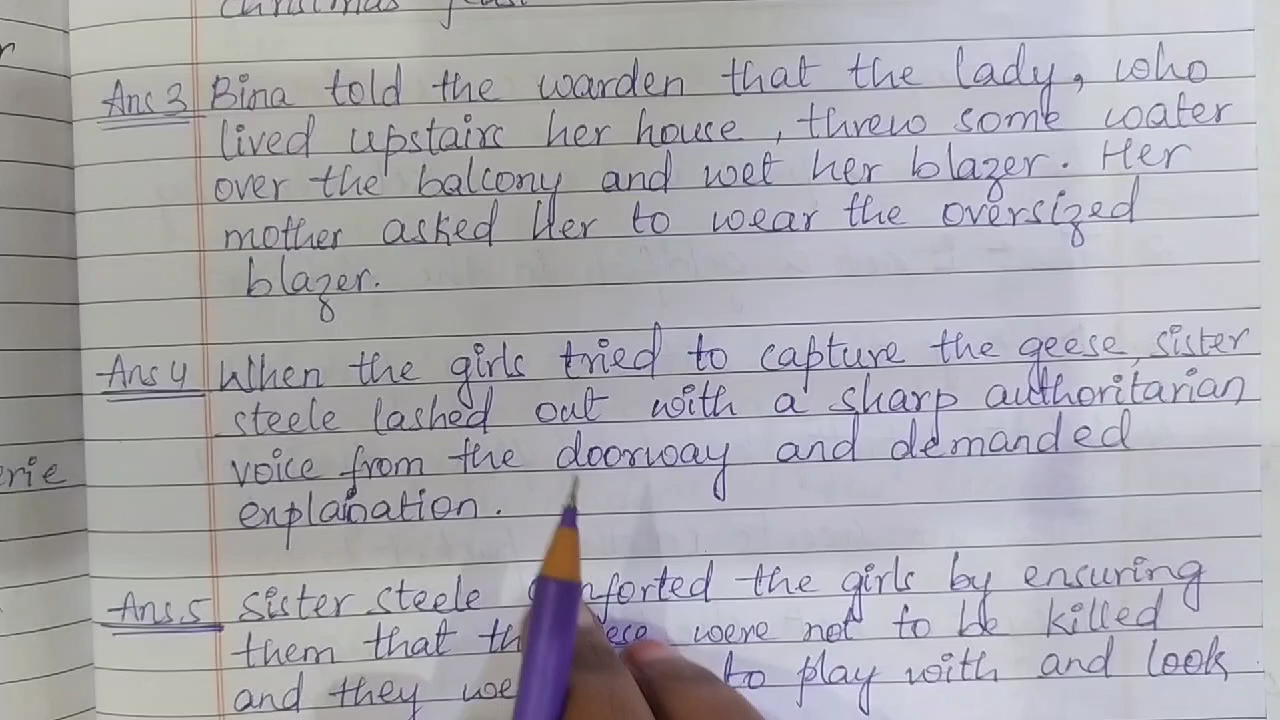 Christmas
Ans 3 Bina told the warden that the lady, who
lived upstairs her house, threw some water
over the balcony and wet her blazer. Her
mother asked Her to wear the oversized
blazer.
Ans 4 When the girls tried to capture the geese, sister
steele lashed out with a sharp authoritarian
voice from the doorway and demanded
explanation.
Ans.5 Sister steele the girls by ensuring
them that were not to be killed
and they to play with and look